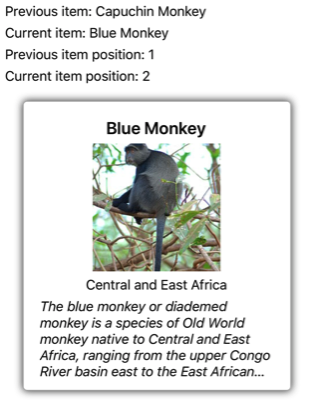 Previous item: Capuchin Monkey
Current item: Blue Monkey
Previous item position: 1
Current item position: 2
Blue Monkey
Central and East Africa
The blue monkey or diademed
monkey is a species of Old World
monkey native to Central and East
Africa, ranging from the upper Congo
River basin east to the East African...